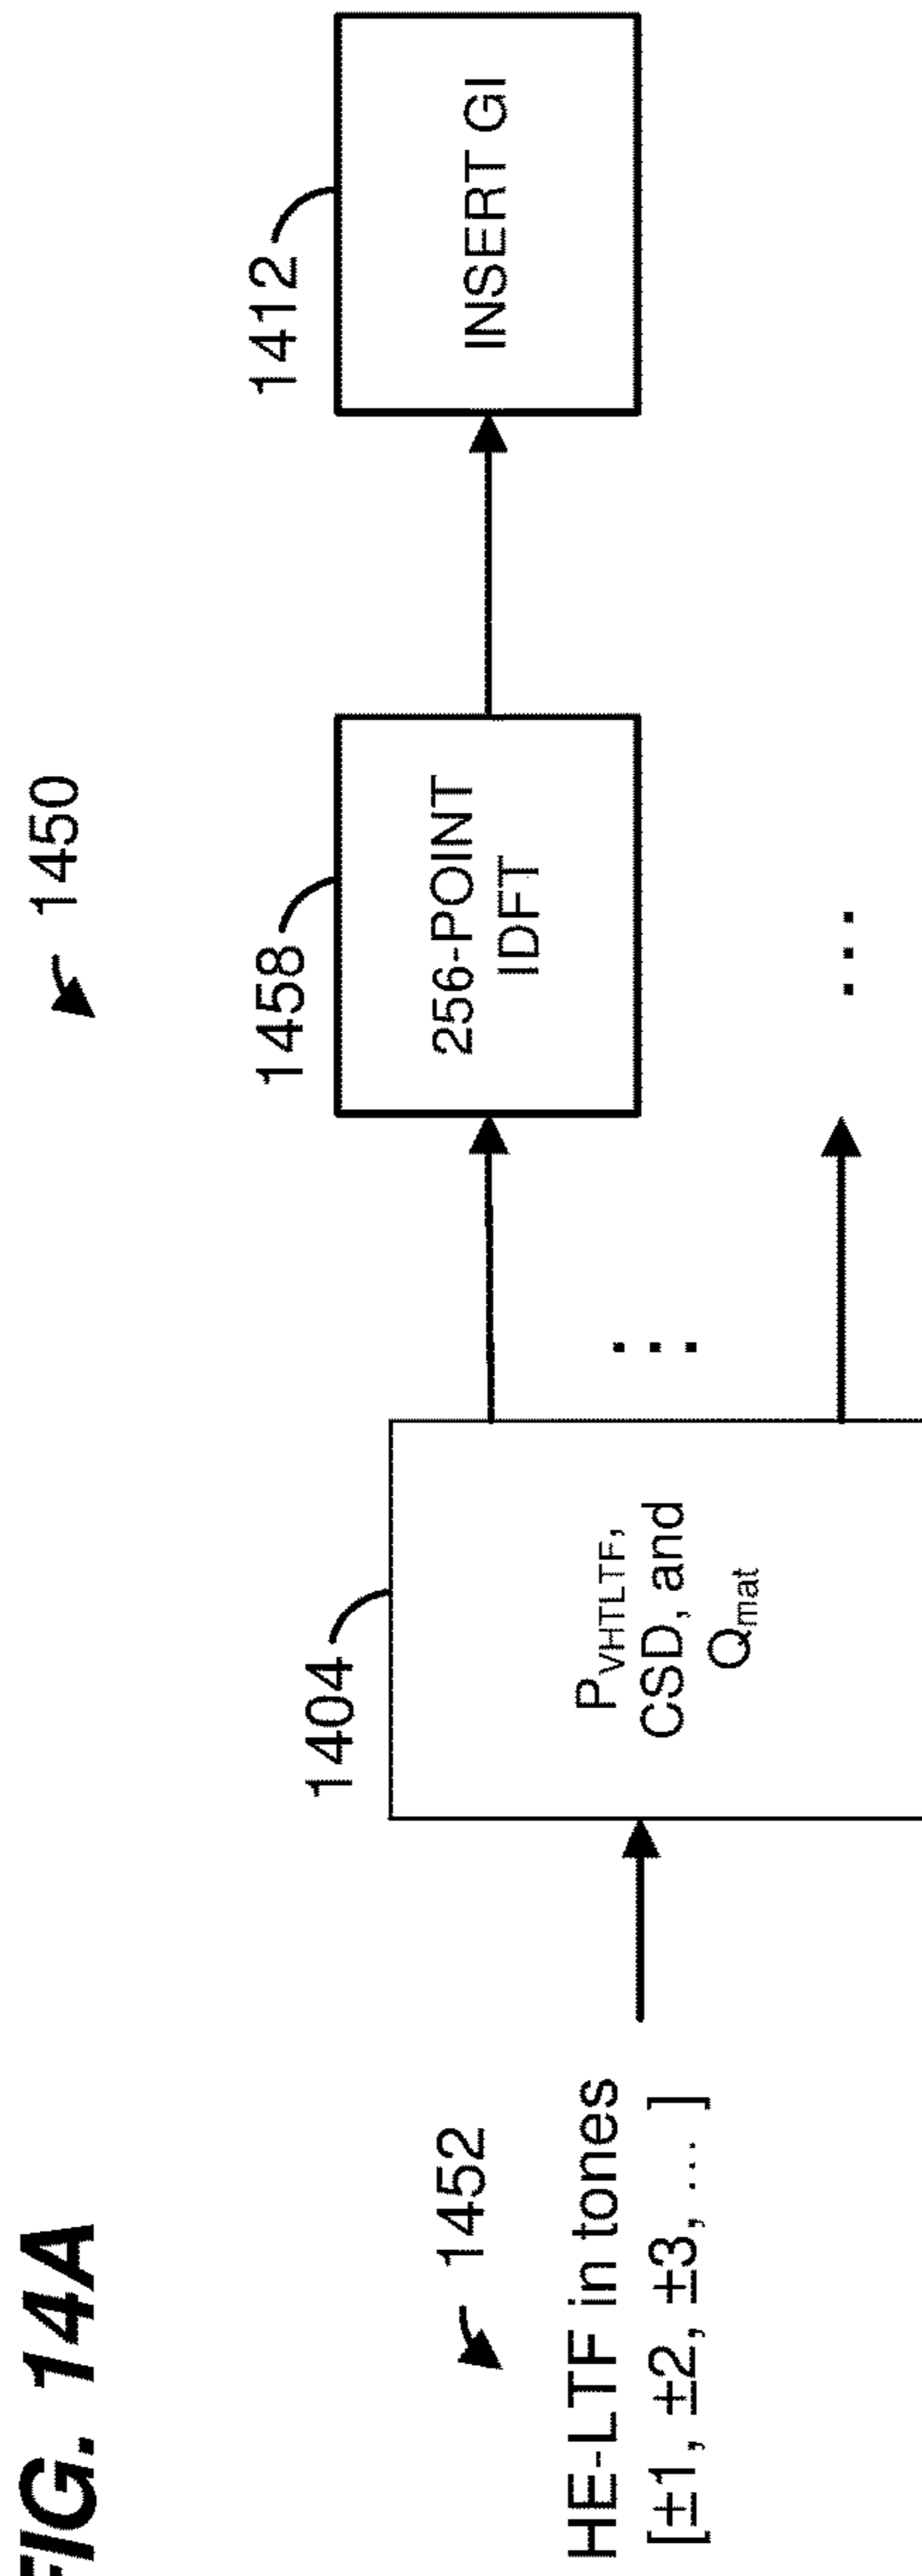 FIG. 14A
1450
1452
HE-LTF in tones
[±1, ±2, ±3, ... ]
1404
P_VHTLTF,
CSD, and
Q_mat
...
1458
256-POINT
IDFT
...
1412
INSERT GI